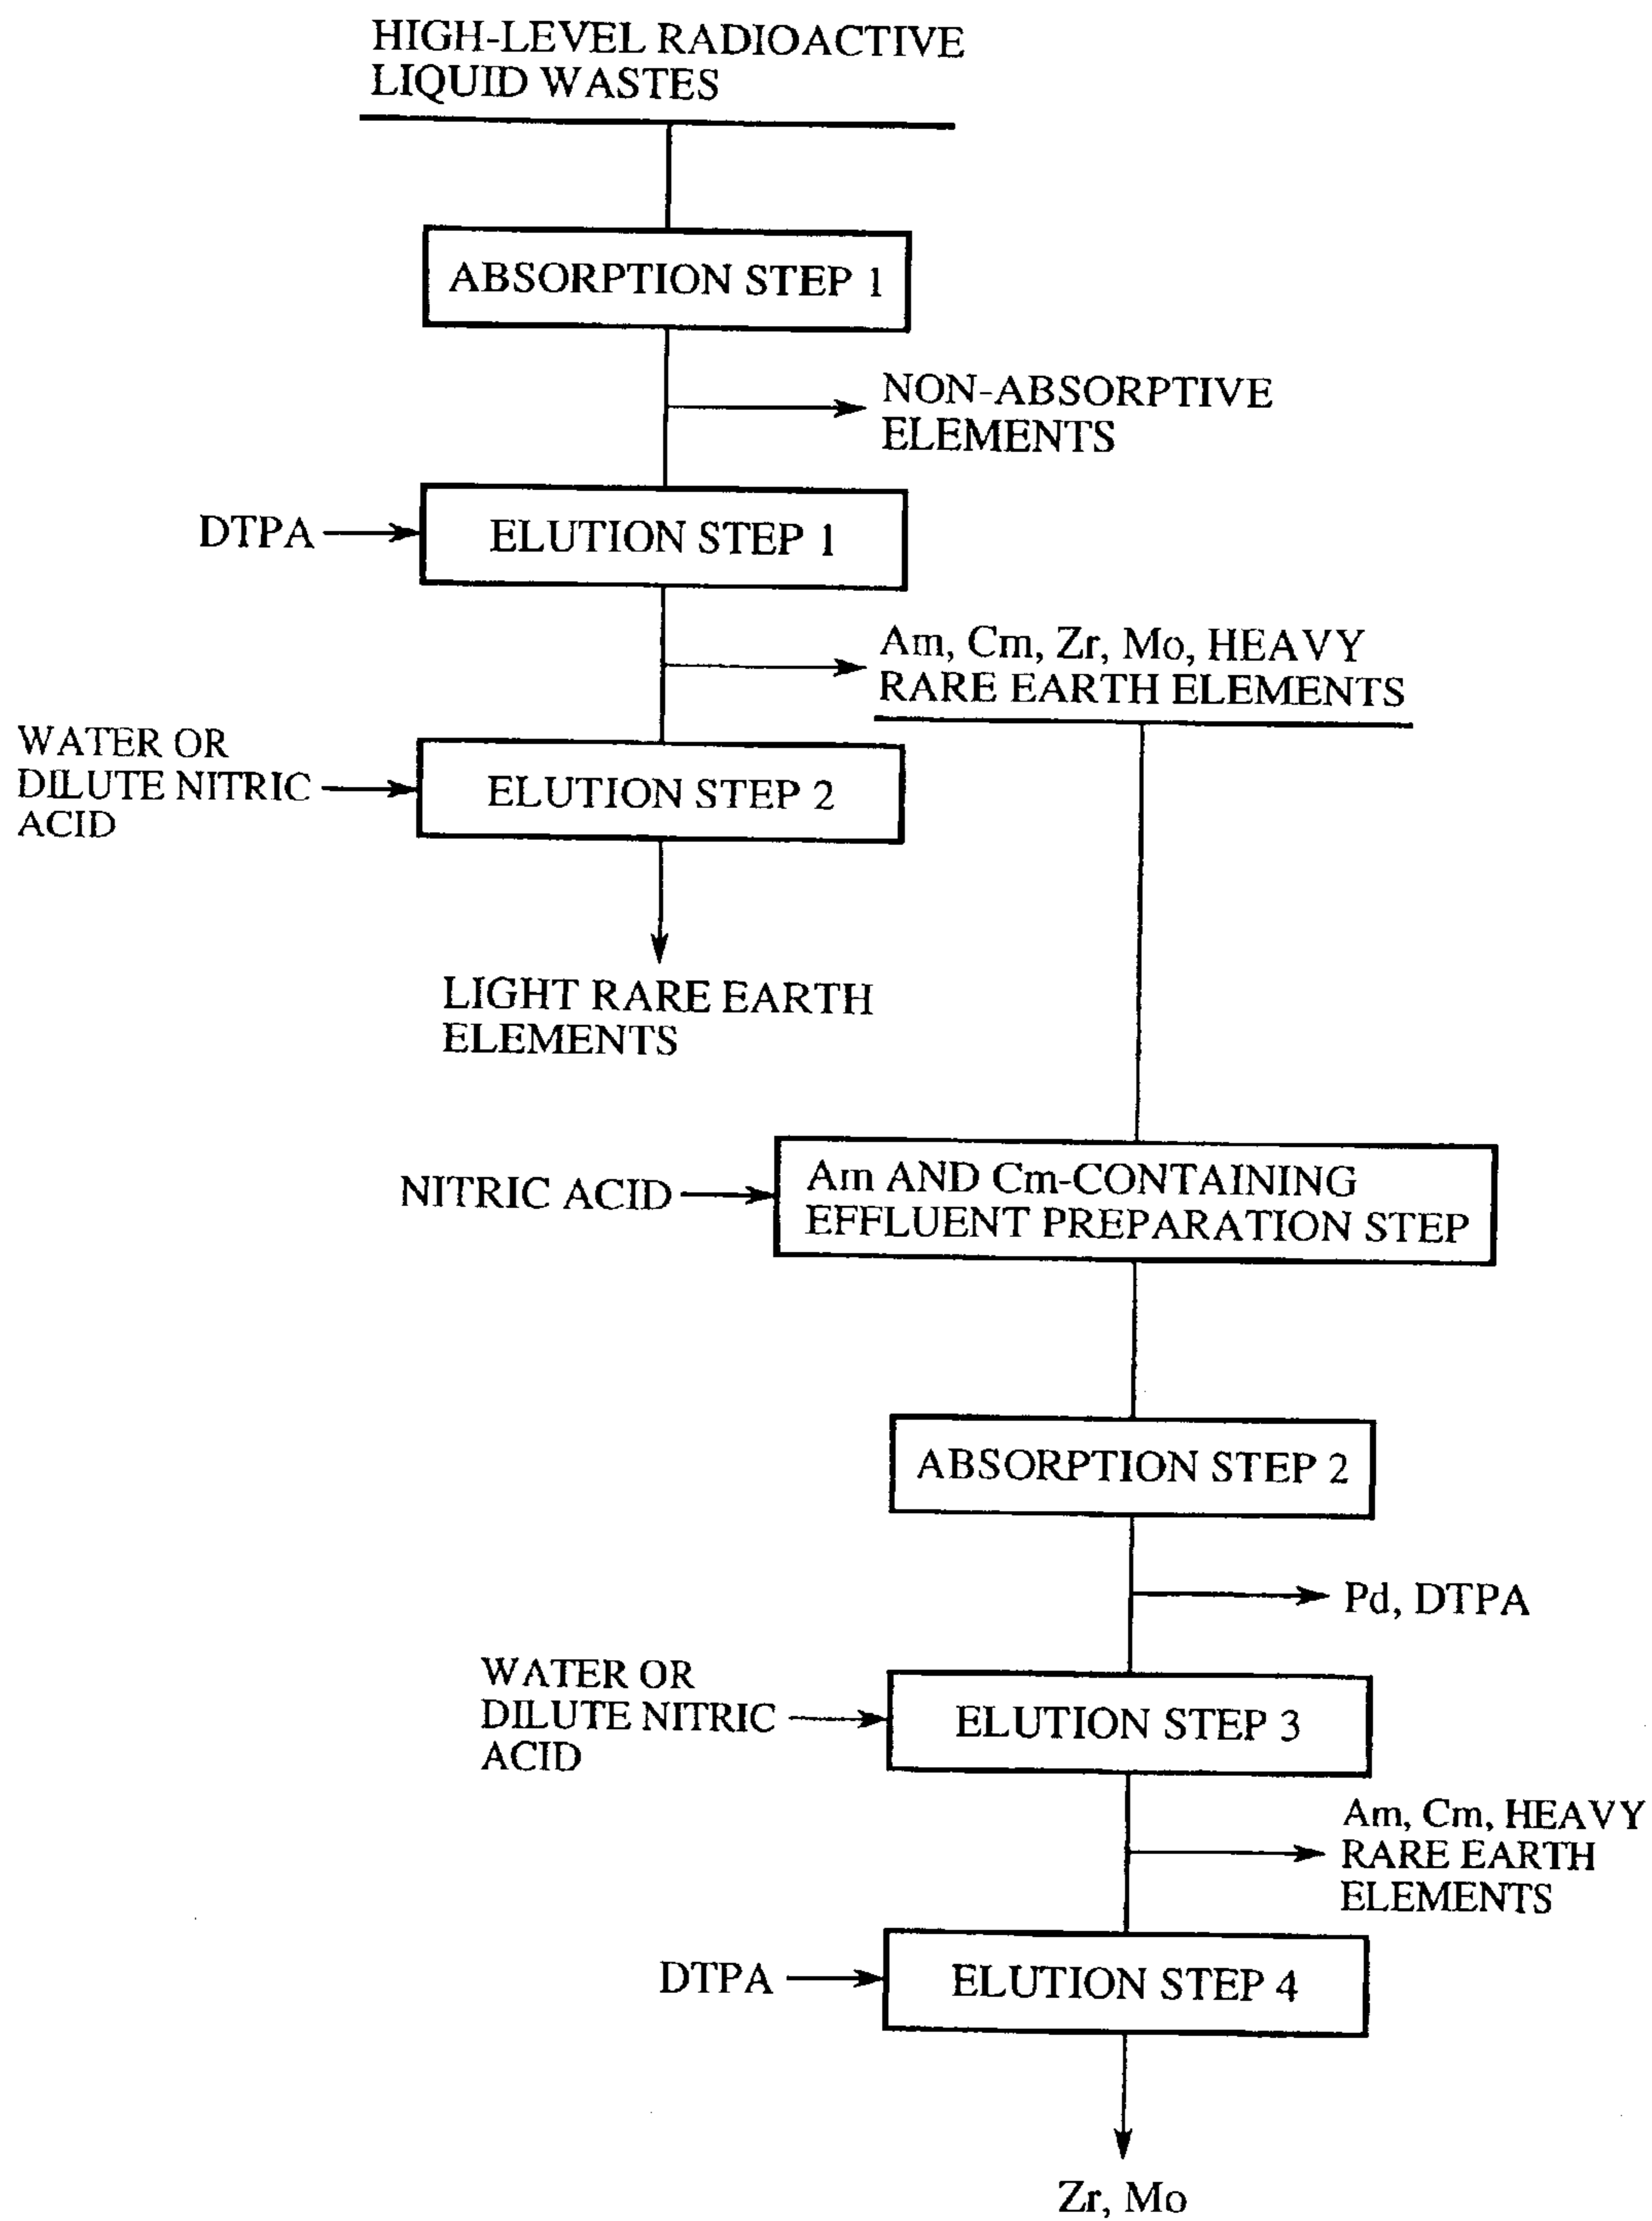 HIGH-LEVEL RADIOACTIVE
LIQUID WASTES
ABSORPTION STEP 1
NON-ABSORPTIVE
ELEMENTS
DTPA
ELUTION STEP 1
Am, Cm, Zr, Mo, HEAVY
RARE EARTH ELEMENTS
WATER OR
DILUTE NITRIC
ACID
ELUTION STEP 2
LIGHT RARE EARTH
ELEMENTS
NITRIC ACID
Am AND Cm-CONTAINING
EFFLUENT PREPARATION STEP
ABSORPTION STEP 2
Pd, DTPA
WATER OR
DILUTE NITRIC
ACID
ELUTION STEP 3
Am, Cm, HEAVY
RARE EARTH
ELEMENTS
DTPA
ELUTION STEP 4
Zr, Mo